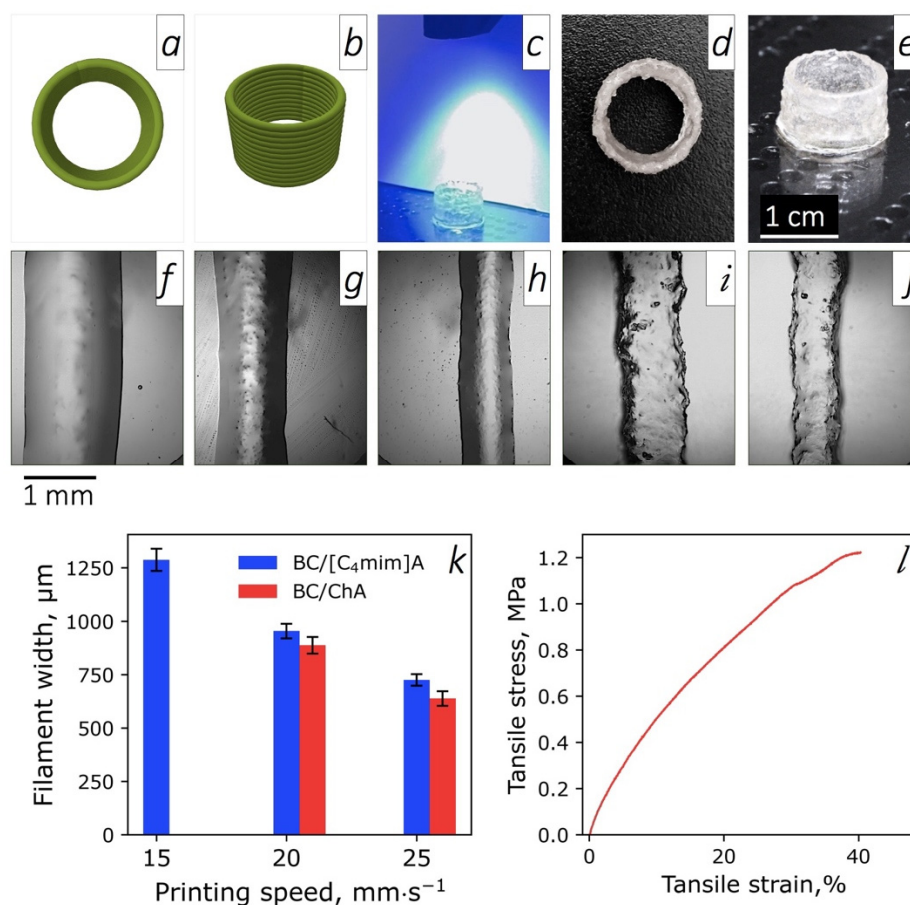 a
b
c
d
e
1 cm
f
g
h
i
j
1 mm
k
BC/[C₄mim]A
BC/ChA
Filament width, μm
1250
1000
750
500
250
0
15
20
25
Printing speed, mm·s⁻¹
l
Tansile stress, MPa
1.2
1.0
0.8
0.6
0.4
0.2
0.0
0
20
40
Tansile strain,%